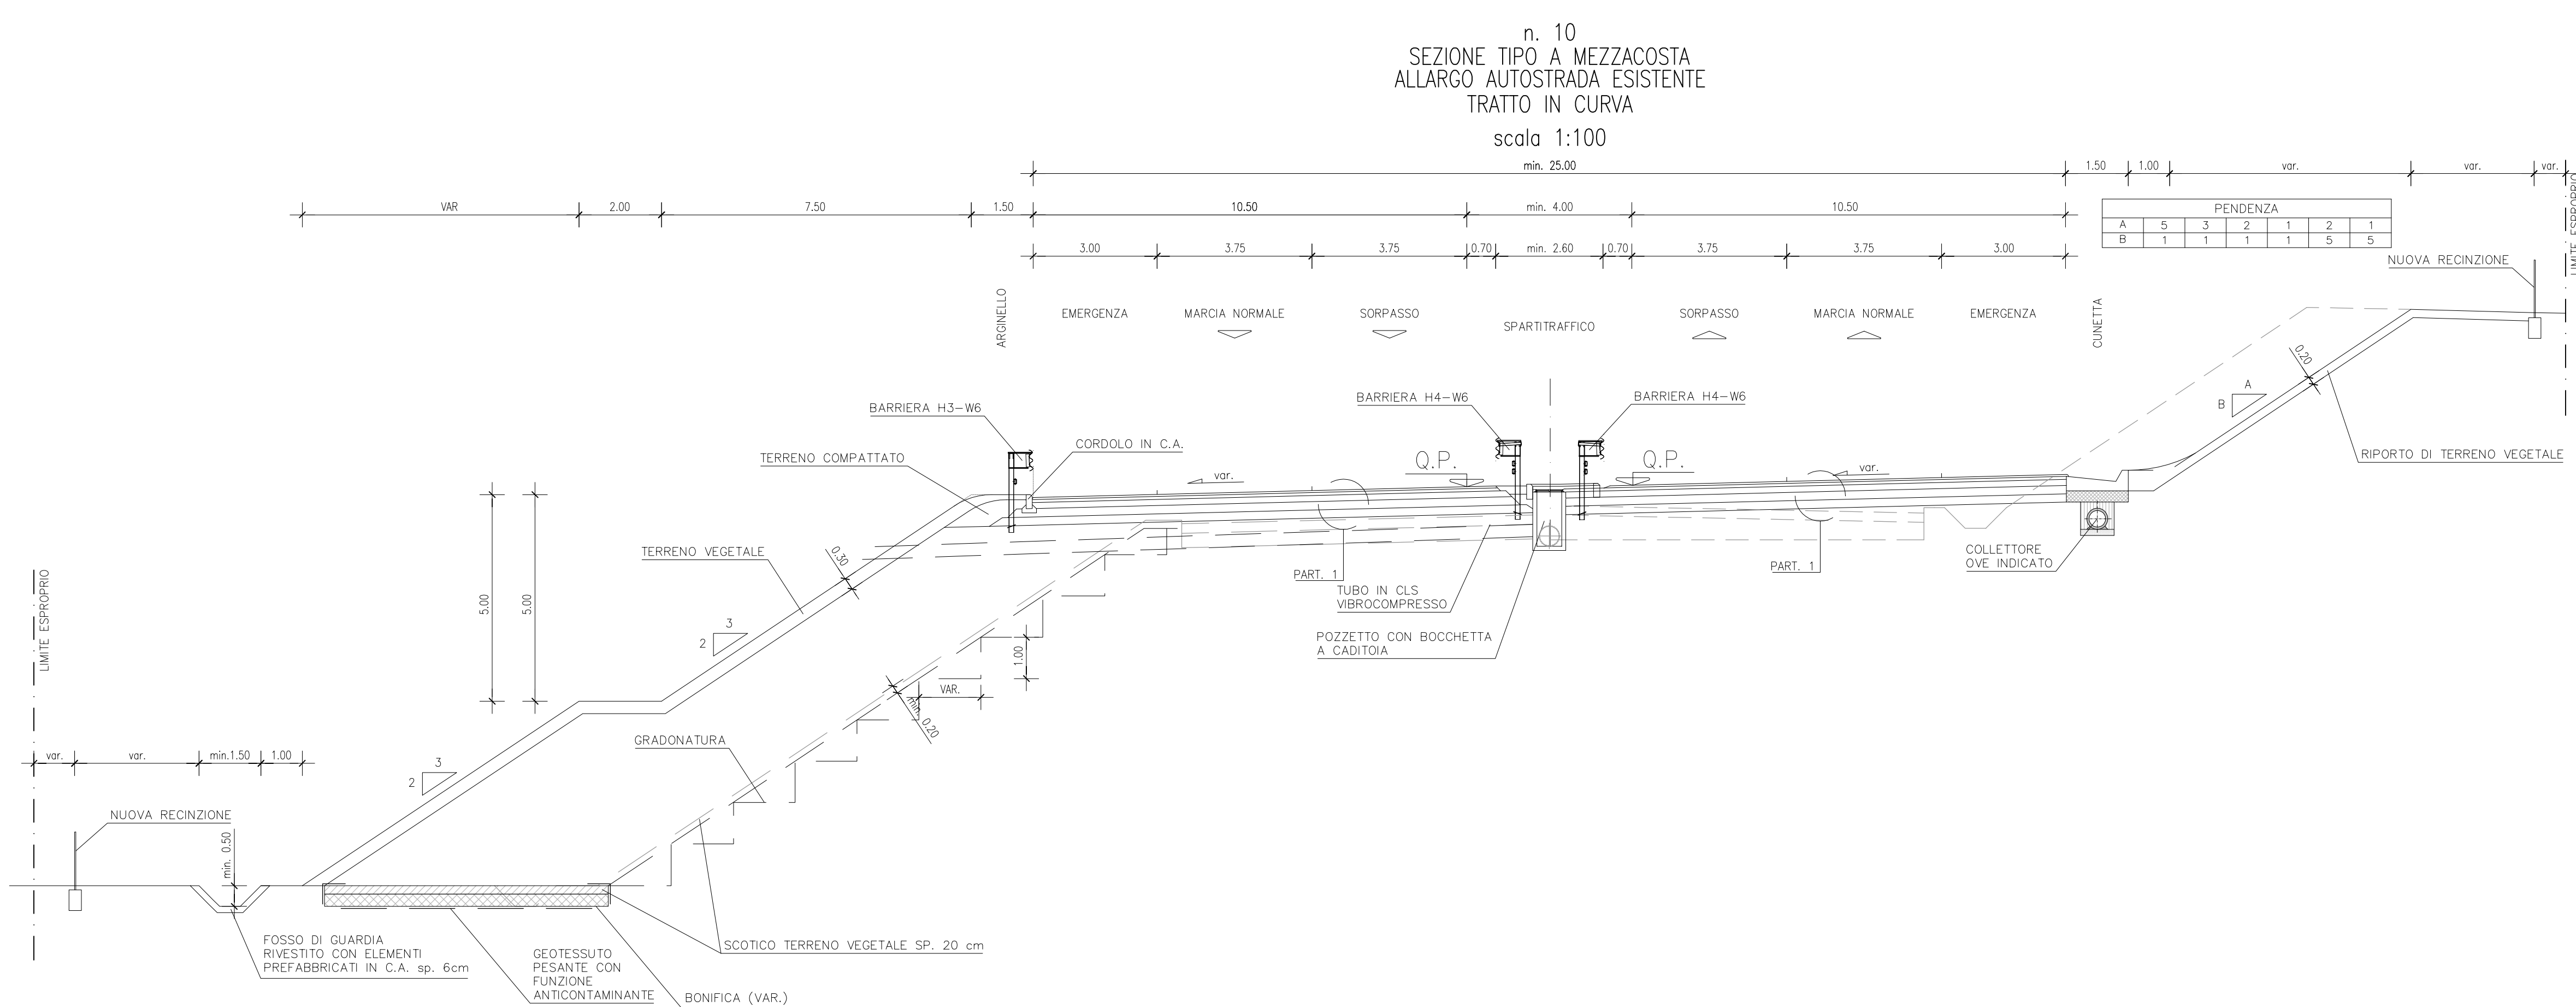 n. 10
SEZIONE TIPO A MEZZACOSTA
ALLARGO AUTOSTRADA ESISTENTE
TRATTO IN CURVA
scala 1:100
min. 25.00
1.50
1.00
var.
var.
var.
VAR
2.00
7.50
1.50
10.50
min. 4.00
10.50
3.00
3.75
3.75
0.70
min. 2.60
0.70
3.75
3.75
3.00
PENDENZA
A 5 3 2 1 2 1
B 1 1 1 1 5 5
LIMITE ESPROPRIO
NUOVA RECINZIONE
ARGINELLO
EMERGENZA
MARCIA NORMALE
SORPASSO
SPARTITRAFFICO
SORPASSO
MARCIA NORMALE
EMERGENZA
CUNETTA
0.20
A
B
BARRIERA H3-W6
BARRIERA H4-W6
BARRIERA H4-W6
CORDOLO IN C.A.
TERRENO COMPATTATO
Q.P.
Q.P.
var.
var.
RIPORTO DI TERRENO VEGETALE
TERRENO VEGETALE
0.30
PART. 1
PART. 1
COLLETTORE
OVE INDICATO
TUBO IN CLS
VIBROCOMPRESSO
POZZETTO CON BOCCHETTA
A CADITOIA
LIMITE ESPROPRIO
5.00
5.00
3
2
1.00
VAR.
min. 0.20
GRADONATURA
var.
var.
min.1.50
1.00
3
2
NUOVA RECINZIONE
min. 0.50
FOSSO DI GUARDIA
RIVESTITO CON ELEMENTI
PREFABBRICATI IN C.A. sp. 6cm
GEOTESSUTO
PESANTE CON
FUNZIONE
ANTICONTAMINANTE
SCOTICO TERRENO VEGETALE SP. 20 cm
BONIFICA (VAR.)